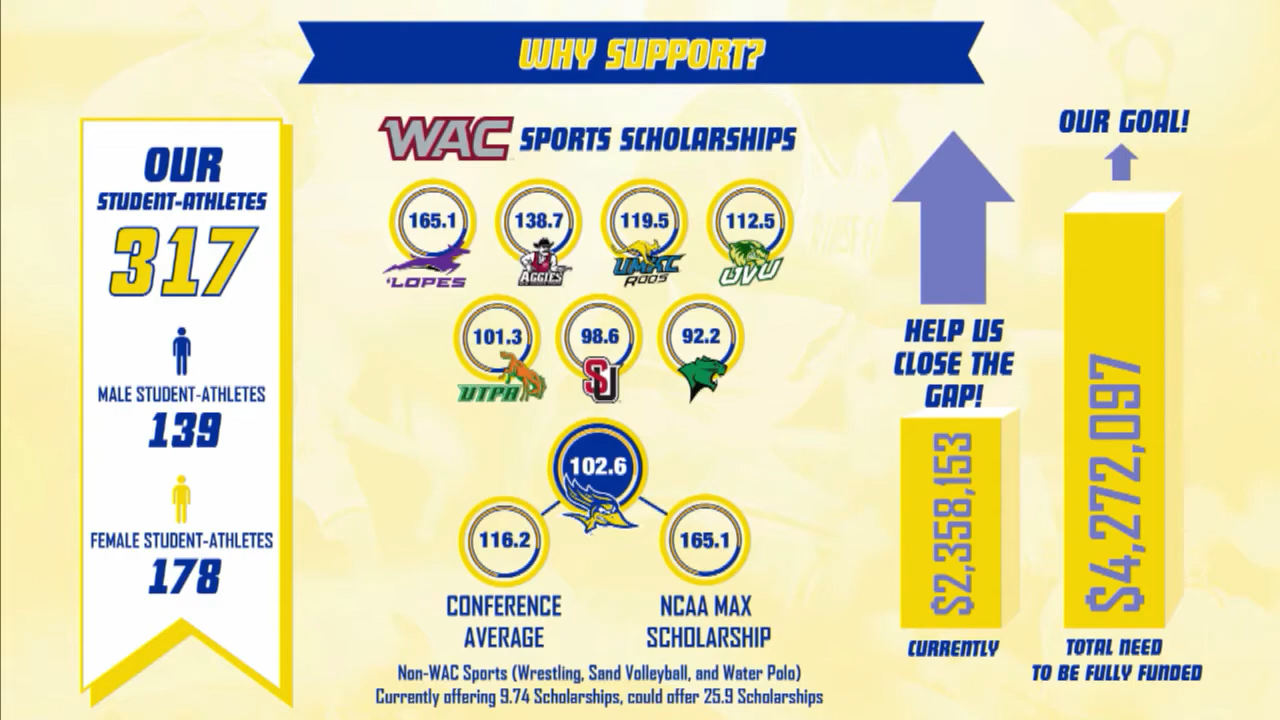 WHY SUPPORT?
OUR
STUDENT-ATHLETES
317
MALE STUDENT-ATHLETES
139
FEMALE STUDENT-ATHLETES
178
WAC SPORTS SCHOLARSHIPS
165.1
'LOPES
138.7
AGGIES
119.5
UMKC
ROOS
112.5
UVU
101.3
UTPA
98.6
SU
92.2
102.6
116.2
CONFERENCE
AVERAGE
165.1
NCAA MAX
SCHOLARSHIP
Non-WAC Sports (Wrestling, Sand Volleyball, and Water Polo)
Currently offering 9.74 Scholarships, could offer 25.9 Scholarships
HELP US
CLOSE THE
GAP!
$2,358,153
CURRENTLY
OUR GOAL!
$4,272,097
TOTAL NEED
TO BE FULLY FUNDED